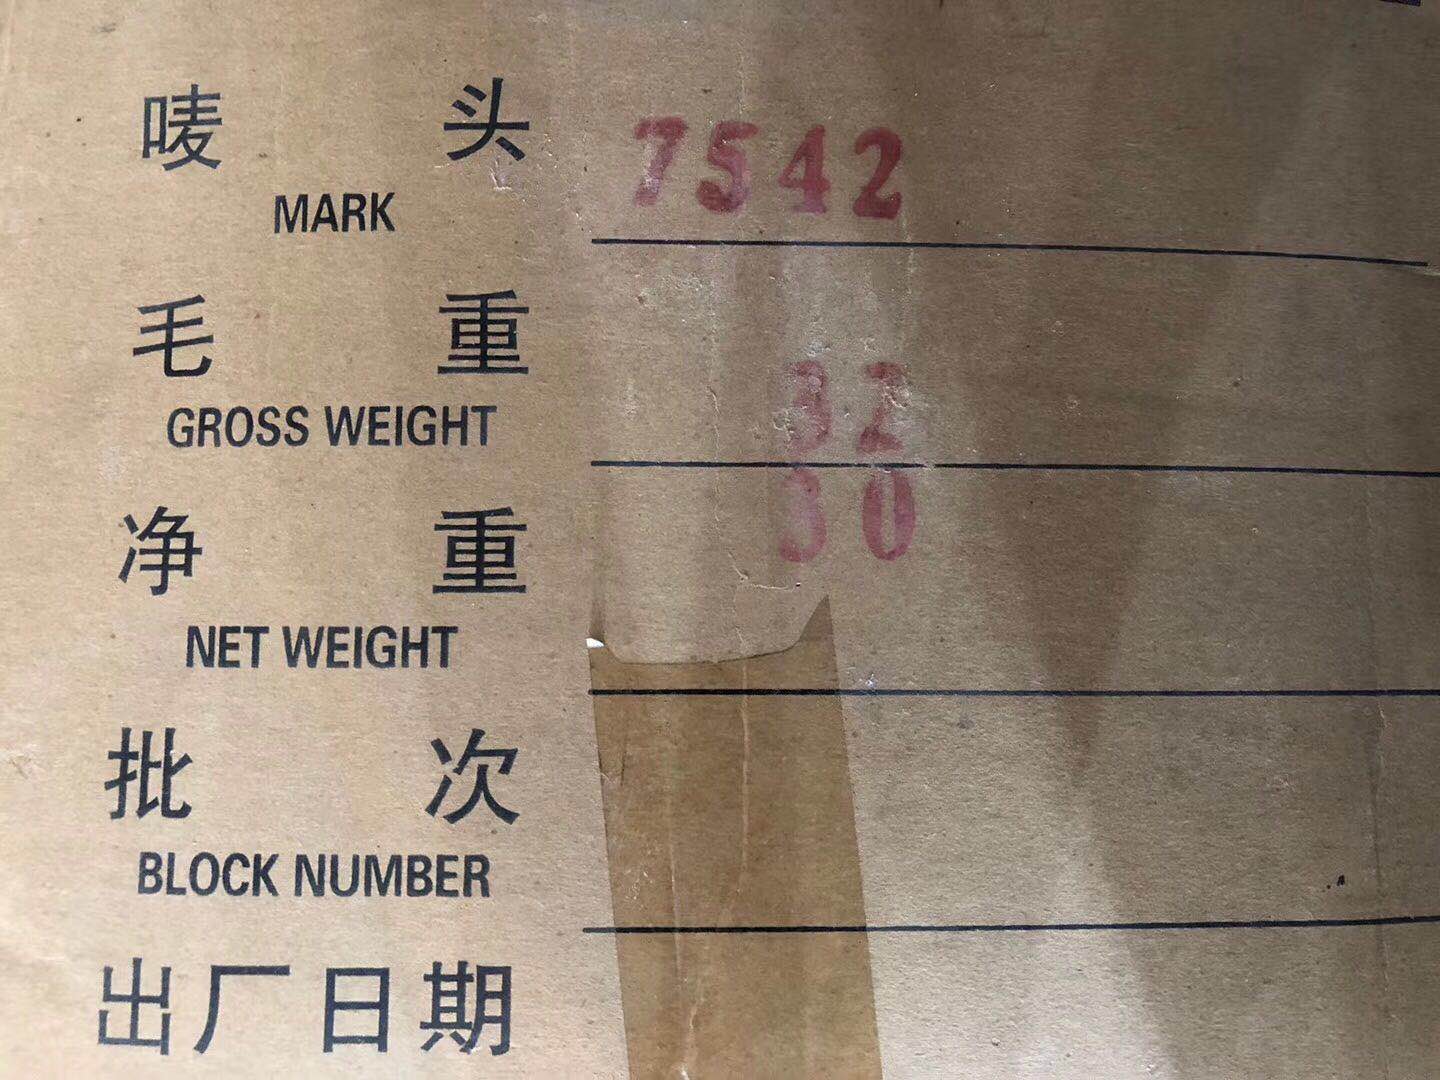 唛头 7542
MARK
毛重 32
GROSS WEIGHT
净重 30
NET WEIGHT
批次
BLOCK NUMBER
出厂日期